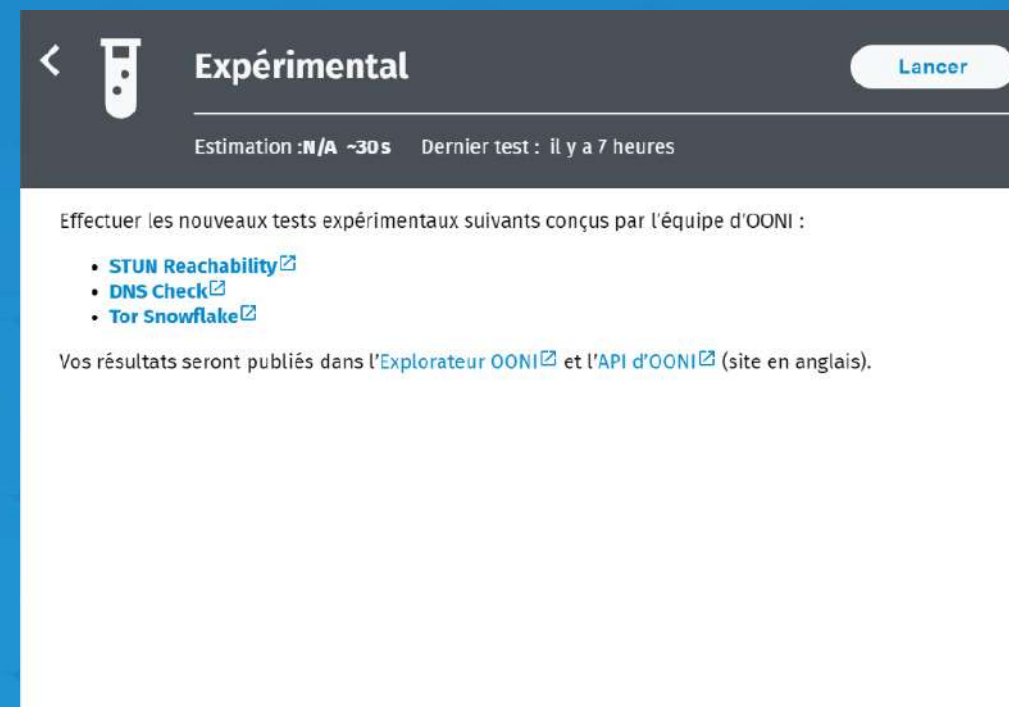 Expérimental
Lancer
Estimation :N/A ~30s Dernier test : il y a 7 heures
Effectuer les nouveaux tests expérimentaux suivants conçus par l'équipe d'OONI :
• STUN Reachability
• DNS Check
• Tor Snowflake
Vos résultats seront publiés dans l'Explorateur OONI et l'API d'OONI (site en anglais).